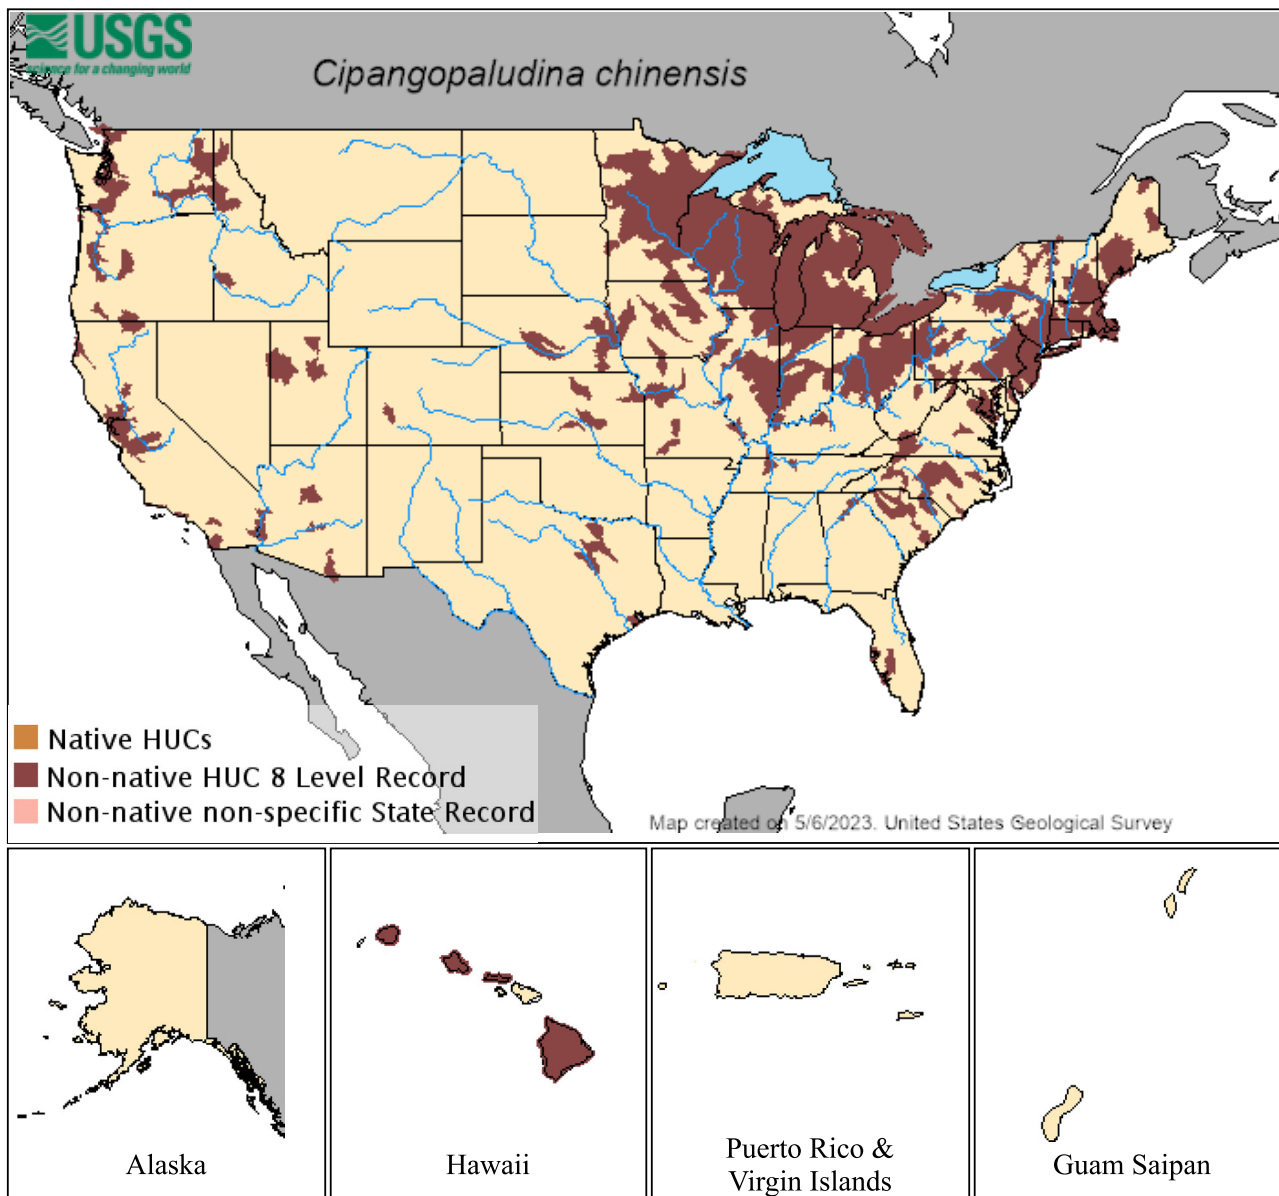 USGS
science for a changing world
Cipangopaludina chinensis
Native HUCs
Non-native HUC 8 Level Record
Non-native non-specific State Record
Map created on 5/6/2023. United States Geological Survey
Alaska
Hawaii
Puerto Rico &
Virgin Islands
Guam Saipan